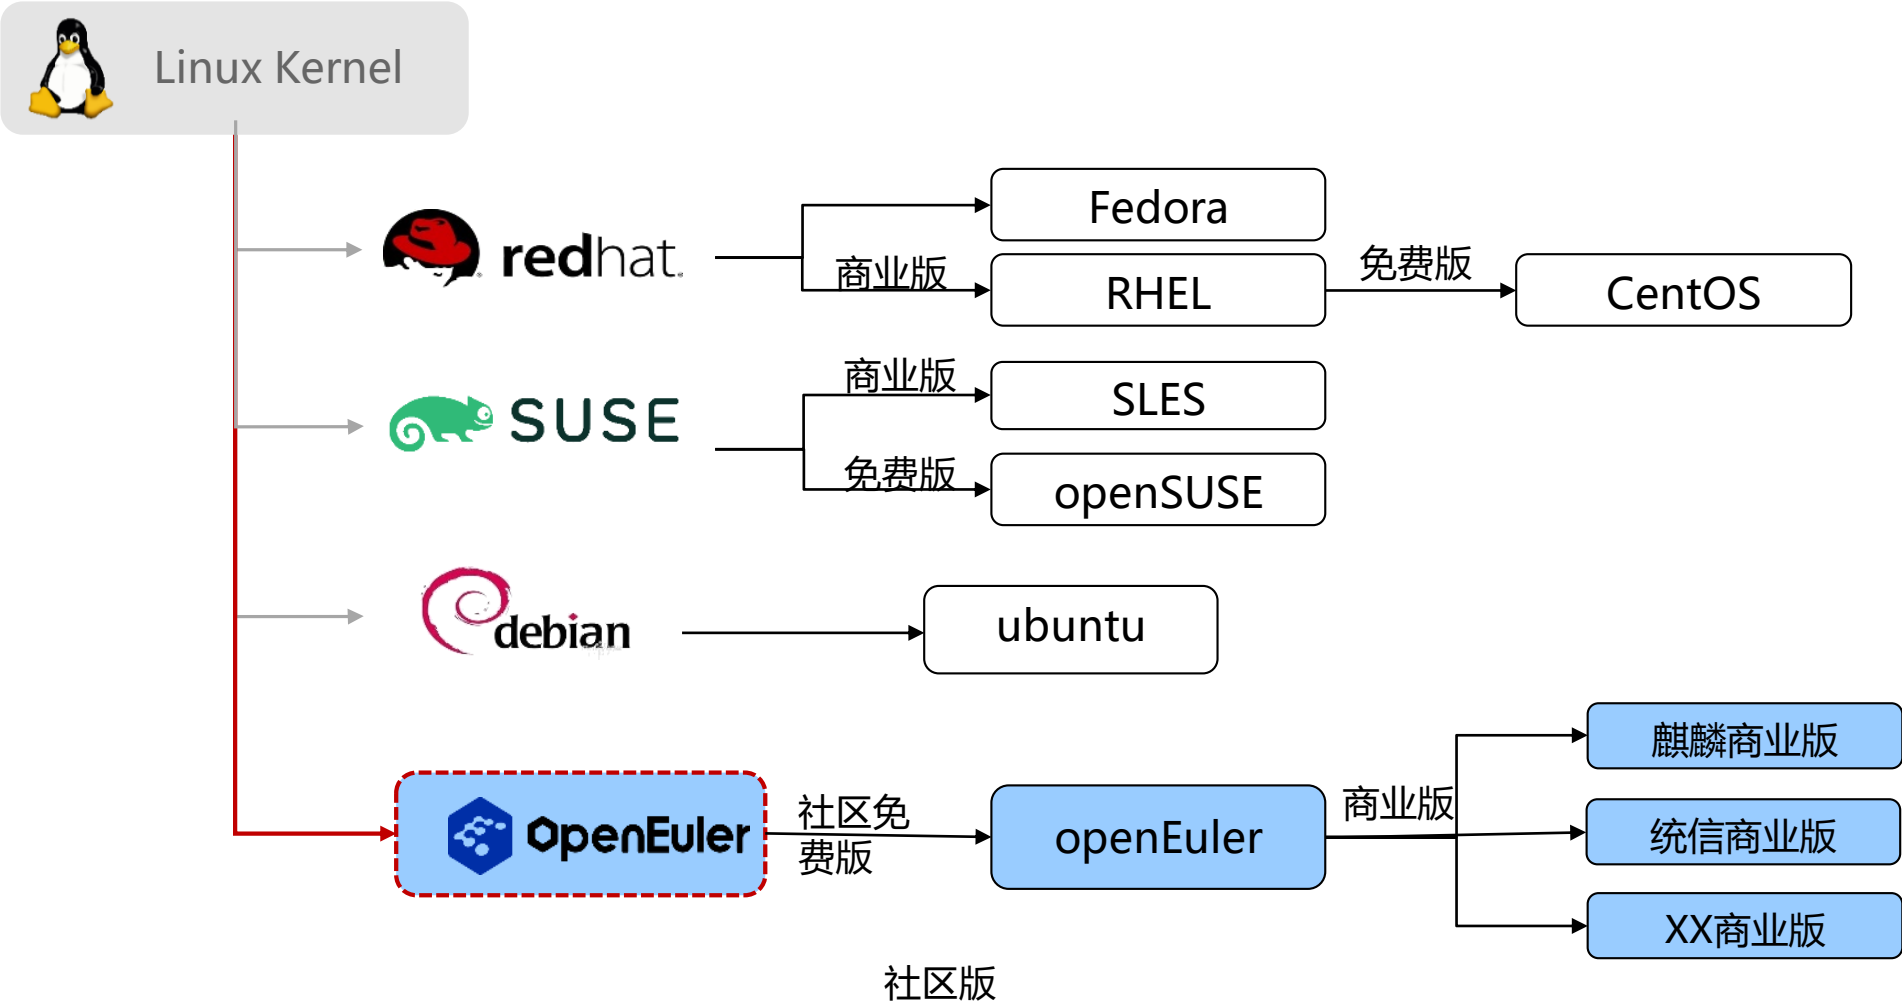 Linux Kernel
redhat.
Fedora
商业版
RHEL
免费版
CentOS
SUSE
商业版
SLES
免费版
openSUSE
debian
ubuntu
OpenEuler
社区免
费版
openEuler
商业版
麒麟商业版
统信商业版
XX商业版
社区版